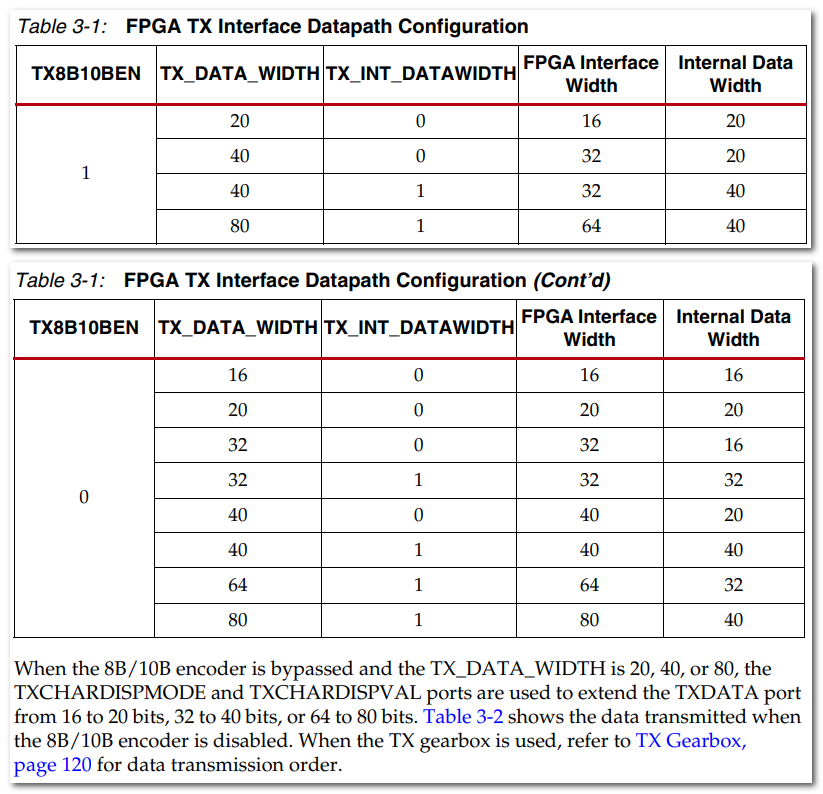 Table 3-1: FPGA TX Interface Datapath Configuration
TX8B10BEN TX_DATA_WIDTH TX_INT_DATAWIDTH FPGA Interface Width Internal Data Width
1
20 0 16 20
40 0 32 20
40 1 32 40
80 1 64 40
Table 3-1: FPGA TX Interface Datapath Configuration (Cont'd)
TX8B10BEN TX_DATA_WIDTH TX_INT_DATAWIDTH FPGA Interface Width Internal Data Width
0
16 0 16 16
20 0 20 20
32 0 32 16
32 1 32 32
40 0 40 20
40 1 40 40
64 1 64 32
80 1 80 40
When the 8B/10B encoder is bypassed and the TX_DATA_WIDTH is 20, 40, or 80, the
TXCHARDISPMODE and TXCHARDISPVAL ports are used to extend the TXDATA port
from 16 to 20 bits, 32 to 40 bits, or 64 to 80 bits. Table 3-2 shows the data transmitted when
the 8B/10B encoder is disabled. When the TX gearbox is used, refer to TX Gearbox,
page 120 for data transmission order.